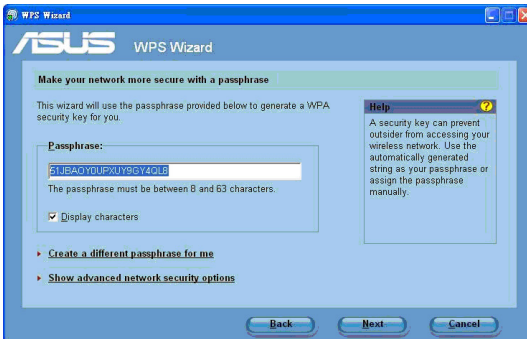 WPS Wizard
ASUS WPS Wizard
Make your network more secure with a passphrase
This wizard will use the passphrase provided below to generate a WPA
security key for you.
Passphrase:
51JBAOY0UPXUY9GY4QL8
The passphrase must be between 8 and 63 characters.
Display characters
Create a different passphrase for me
Show advanced network security options
Help
?
A security key can prevent
outsider from accessing your
wireless network. Use the
automatically generated
string as your passphrase or
assign the passphrase
manually.
Back Next Cancel